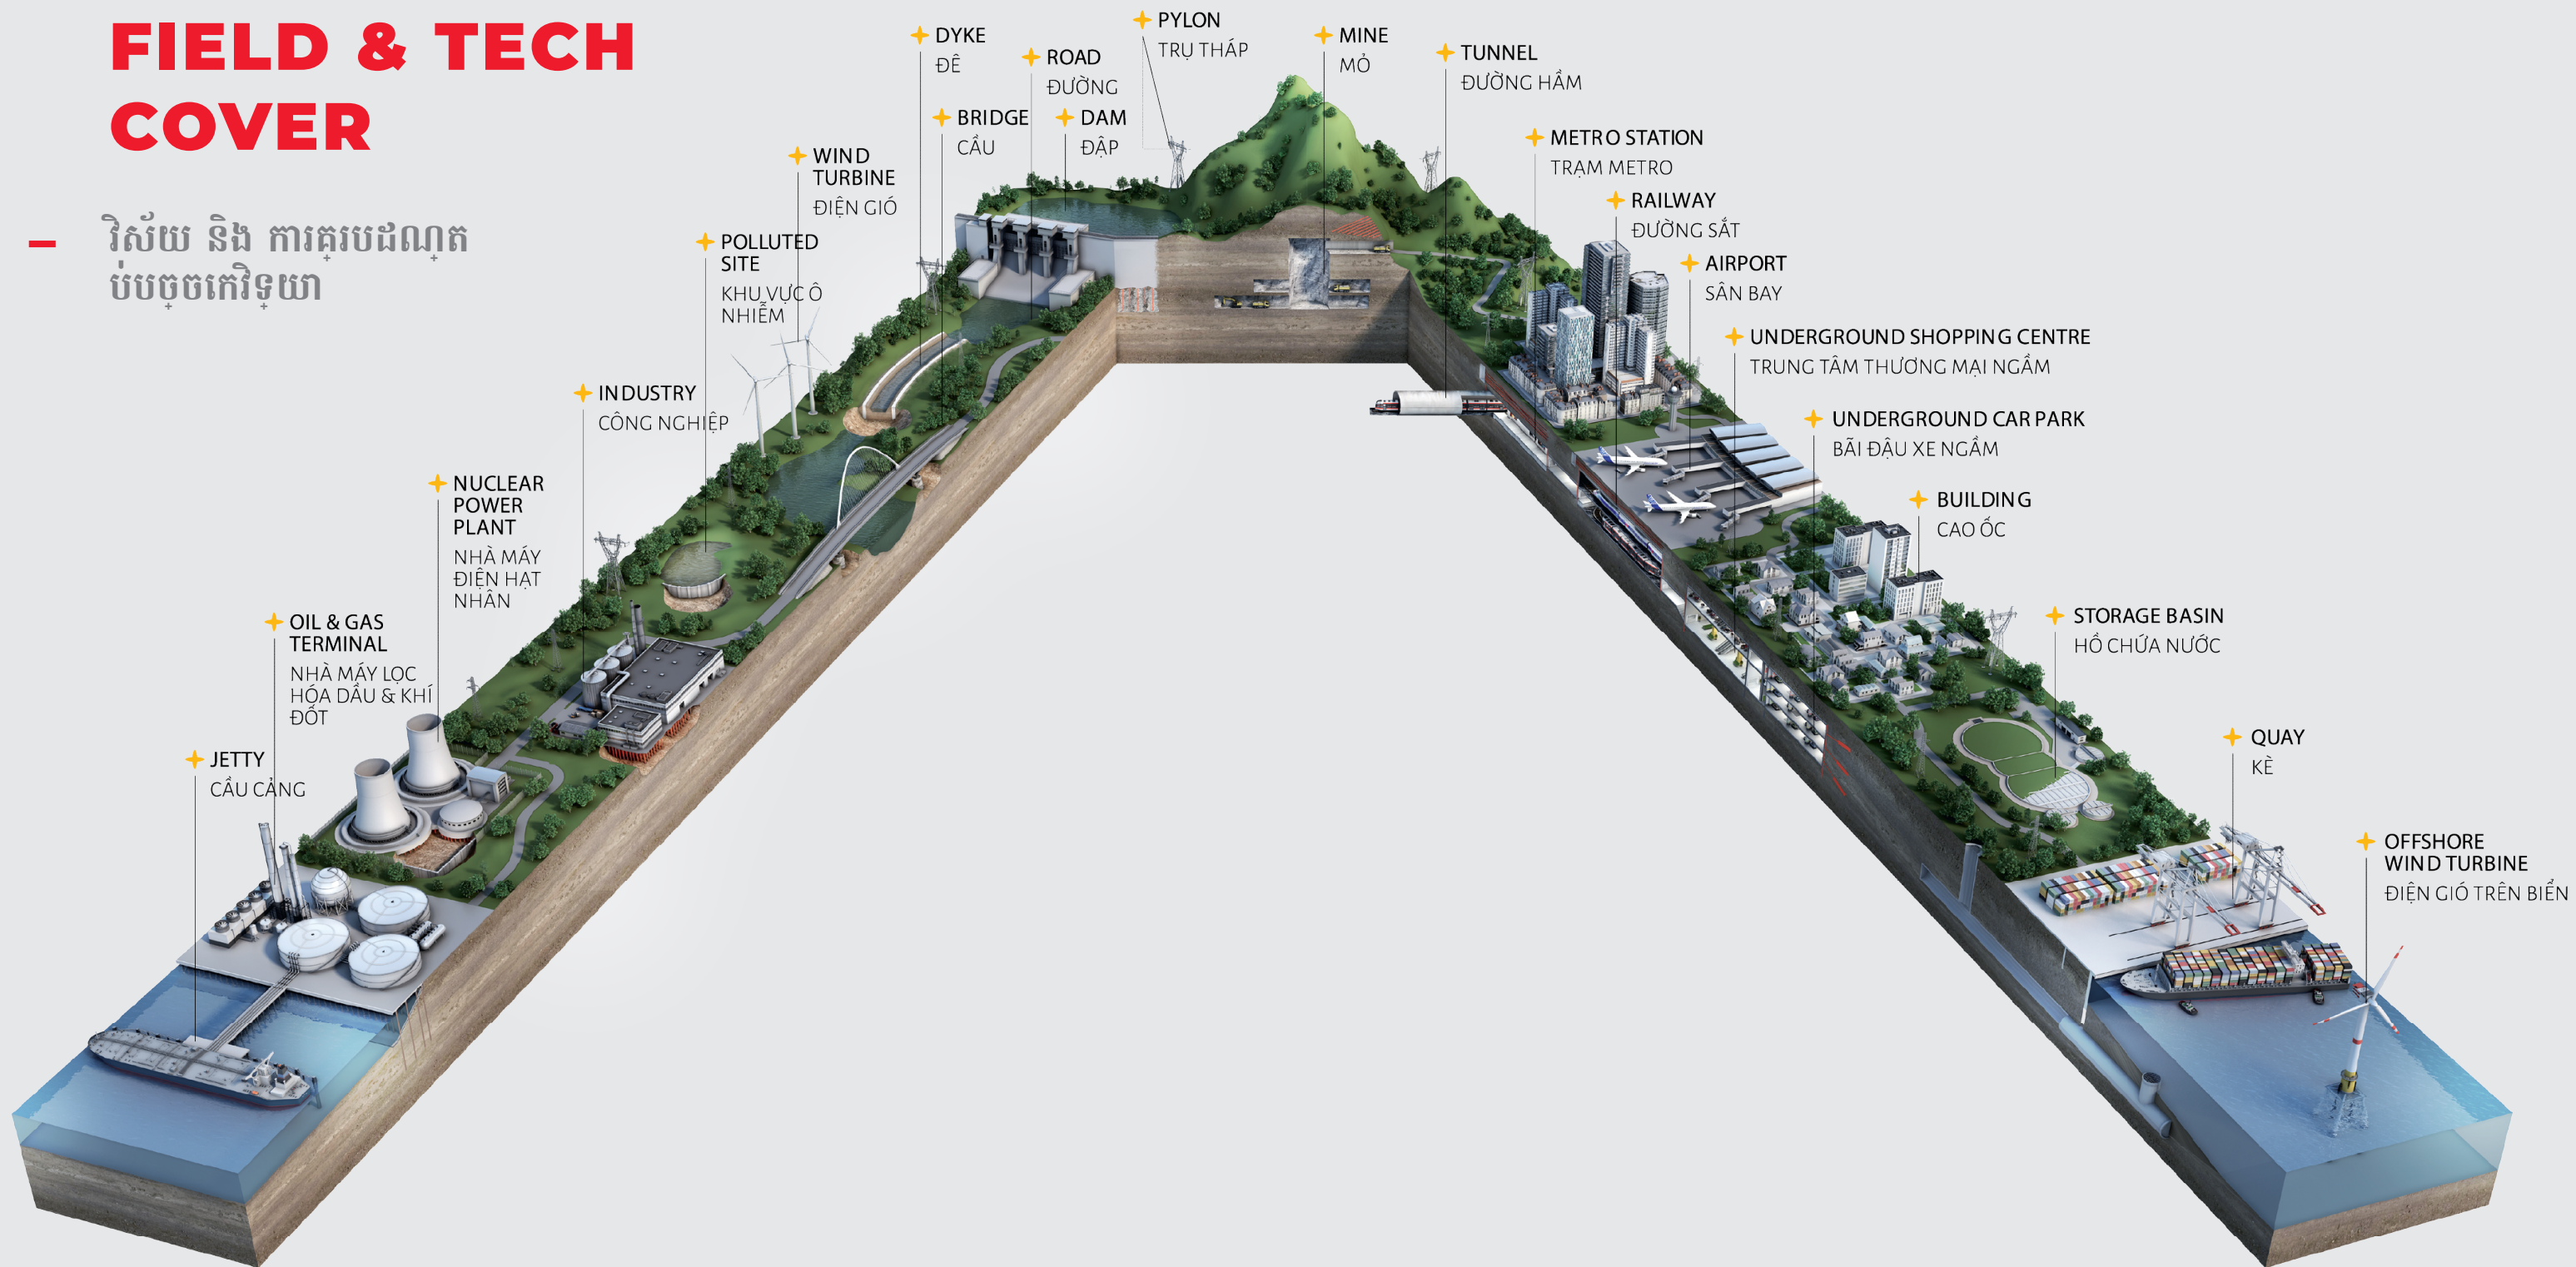 FIELD & TECH
COVER
វិស័យ និង ការគ្របដណ្ត
ប់បច្ចេកវិទ្យា
DYKE
ĐÊ
ROAD
ĐƯỜNG
BRIDGE
CẦU
DAM
ĐẬP
PYLON
TRỤ THÁP
MINE
MỎ
TUNNEL
ĐƯỜNG HẦM
METRO STATION
TRẠM METRO
RAILWAY
ĐƯỜNG SẮT
AIRPORT
SÂN BAY
UNDERGROUND SHOPPING CENTRE
TRUNG TÂM THƯƠNG MẠI NGẦM
UNDERGROUND CAR PARK
BÃI ĐẬU XE NGẦM
BUILDING
CAO ỐC
STORAGE BASIN
HỒ CHỨA NƯỚC
QUAY
KÈ
OFFSHORE
WIND TURBINE
ĐIỆN GIÓ TRÊN BIỂN
WIND
TURBINE
ĐIỆN GIÓ
POLLUTED
SITE
KHU VỰC Ô
NHIỄM
INDUSTRY
CÔNG NGHIỆP
NUCLEAR
POWER
PLANT
NHÀ MÁY
ĐIỆN HẠT
NHÂN
OIL & GAS
TERMINAL
NHÀ MÁY LỌC
HÓA DẦU & KHÍ
ĐỐT
JETTY
CẦU CẢNG